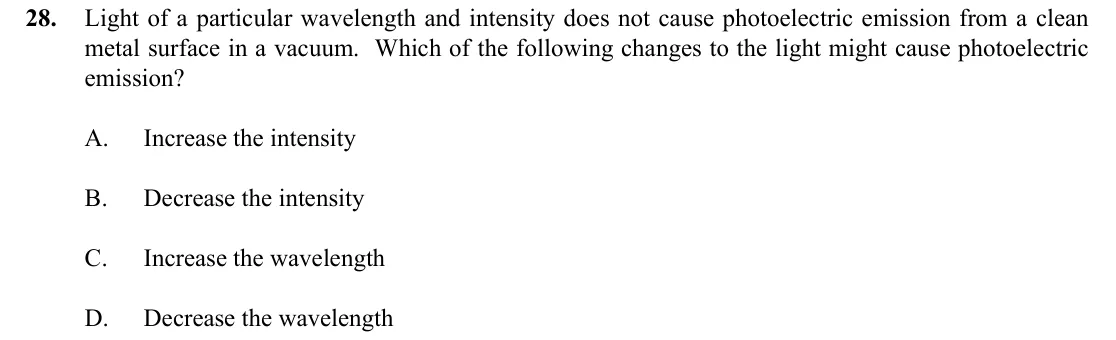 28. Light of a particular wavelength and intensity does not cause photoelectric emission from a clean
metal surface in a vacuum. Which of the following changes to the light might cause photoelectric
emission?
A. Increase the intensity
B. Decrease the intensity
C. Increase the wavelength
D. Decrease the wavelength